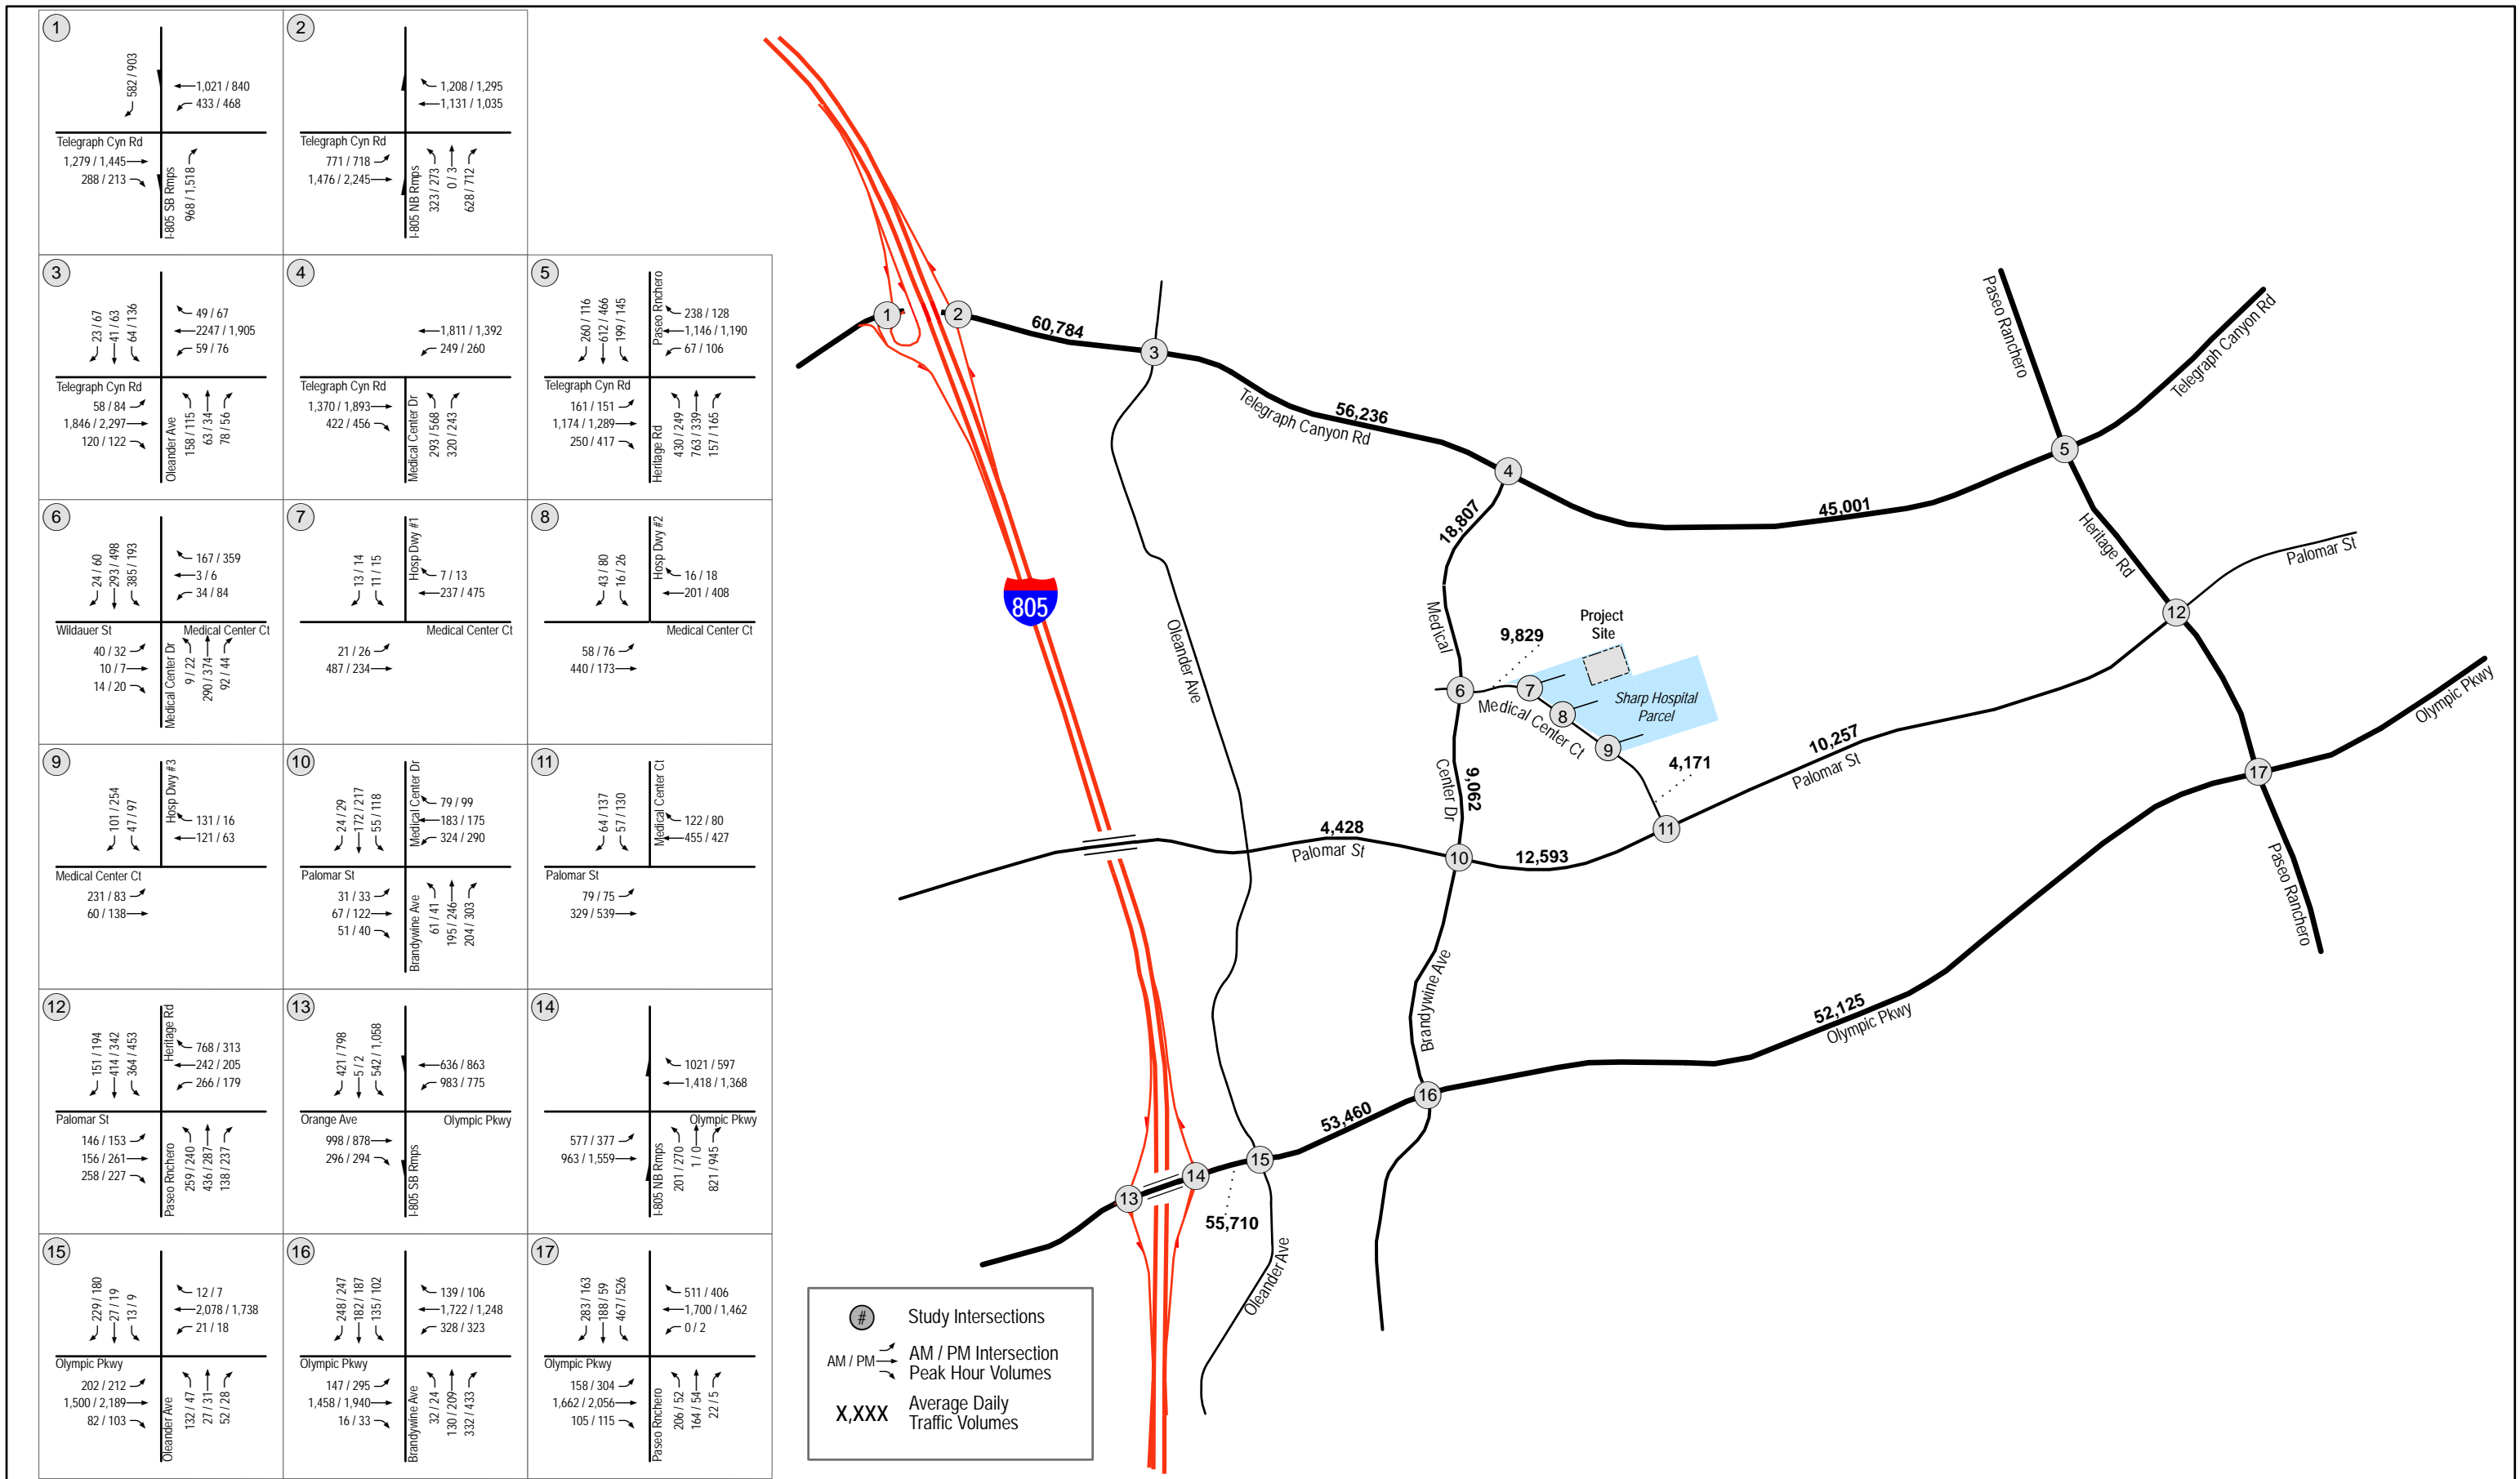 1
582 / 903
1,021 / 840
433 / 468
Telegraph Cyn Rd
1,279 / 1,445
288 / 213
I-805 SB Rmps
968 / 1,518
2
1,208 / 1,295
1,131 / 1,035
Telegraph Cyn Rd
771 / 718
1,476 / 2,245
I-805 NB Rmps
323 / 273
0 / 3
628 / 712
3
23 / 67
41 / 63
64 / 136
49 / 67
2247 / 1,905
59 / 76
Telegraph Cyn Rd
58 / 84
1,846 / 2,297
120 / 122
Oleander Ave
158 / 115
63 / 34
78 / 56
4
1,811 / 1,392
249 / 260
Telegraph Cyn Rd
1,370 / 1,893
422 / 456
Medical Center Dr
293 / 568
320 / 243
5
260 / 116
612 / 466
199 / 145
Paseo Rnchero
238 / 128
1,146 / 1,190
67 / 106
Telegraph Cyn Rd
161 / 151
1,174 / 1,289
250 / 417
Heritage Rd
430 / 249
763 / 339
157 / 165
6
24 / 60
293 / 498
385 / 193
167 / 359
3 / 6
34 / 84
Wildauer St
Medical Center Ct
40 / 32
10 / 7
14 / 20
Medical Center Dr
9 / 22
290 / 374
92 / 44
7
13 / 14
11 / 15
Hosp Dwy #1
7 / 13
237 / 475
Medical Center Ct
21 / 26
487 / 234
8
43 / 80
16 / 26
Hosp Dwy #2
16 / 18
201 / 408
Medical Center Ct
58 / 76
440 / 173
9
101 / 254
47 / 97
Hosp Dwy #3
131 / 16
121 / 63
Medical Center Ct
231 / 83
60 / 138
10
24 / 29
172 / 217
55 / 118
Medical Center Dr
79 / 99
183 / 175
324 / 290
Palomar St
31 / 33
67 / 122
51 / 40
Brandywine Ave
61 / 41
195 / 246
204 / 303
11
64 / 137
57 / 130
Medical Center Ct
122 / 80
455 / 427
Palomar St
79 / 75
329 / 539
12
151 / 194
414 / 342
364 / 453
Heritage Rd
768 / 313
242 / 205
266 / 179
Palomar St
146 / 153
156 / 261
258 / 227
Paseo Rnchero
259 / 240
436 / 287
138 / 237
13
421 / 798
5 / 2
542 / 1,058
636 / 863
983 / 775
Orange Ave
Olympic Pkwy
998 / 878
296 / 294
I-805 SB Rmps
14
1021 / 597
1,418 / 1,368
Olympic Pkwy
577 / 377
963 / 1,559
I-805 NB Rmps
201 / 270
1 / 0
821 / 945
15
229 / 180
27 / 19
13 / 9
12 / 7
2,078 / 1,738
21 / 18
Olympic Pkwy
202 / 212
1,500 / 2,189
82 / 103
Oleander Ave
132 / 47
27 / 31
52 / 28
16
248 / 247
182 / 187
135 / 102
139 / 106
1,722 / 1,248
328 / 323
Olympic Pkwy
147 / 295
1,458 / 1,940
16 / 33
Brandywine Ave
32 / 24
130 / 209
332 / 433
17
283 / 163
188 / 59
467 / 526
511 / 406
1,700 / 1,462
0 / 2
Olympic Pkwy
158 / 304
1,662 / 2,056
105 / 115
Paseo Rnchero
206 / 52
164 / 54
22 / 5
1
2
60,784
3
Telegraph Canyon Rd
56,236
4
45,001
Paseo Ranchero
Telegraph Canyon Rd
5
Heritage Rd
Palomar St
12
18,807
805
Oleander Ave
Medical
Center Dr
9,829
Project
Site
6
7
8
9
Medical Center Ct
Sharp Hospital
Parcel
4,171
10,257
Palomar St
11
9,062
4,428
Palomar St
10
12,593
Olympic Pkwy
17
Paseo Ranchero
Brandywine Ave
52,125
Olympic Pkwy
16
53,460
15
14
13
55,710
Oleander Ave
#
Study Intersections
AM / PM
AM / PM Intersection
Peak Hour Volumes
X,XXX
Average Daily
Traffic Volumes